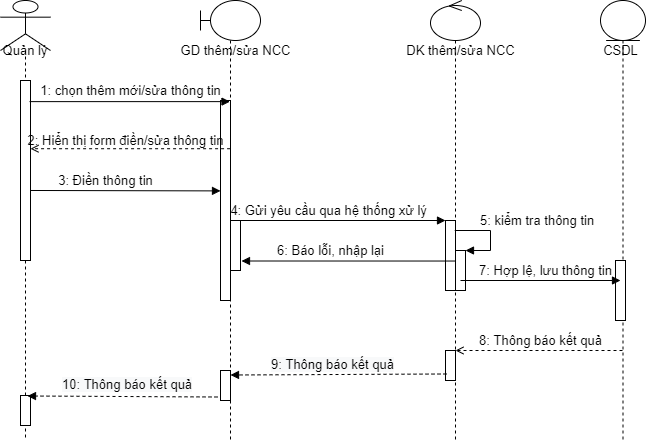 Quản lý
GD thêm/sửa NCC
DK thêm/sửa NCC
CSDL
1: chọn thêm mới/sửa thông tin
2: Hiển thị form điền/sửa thông tin
3: Điền thông tin
4: Gửi yêu cầu qua hệ thống xử lý
5: kiểm tra thông tin
6: Báo lỗi, nhập lại
7: Hợp lệ, lưu thông tin
8: Thông báo kết quả
9: Thông báo kết quả
10: Thông báo kết quả